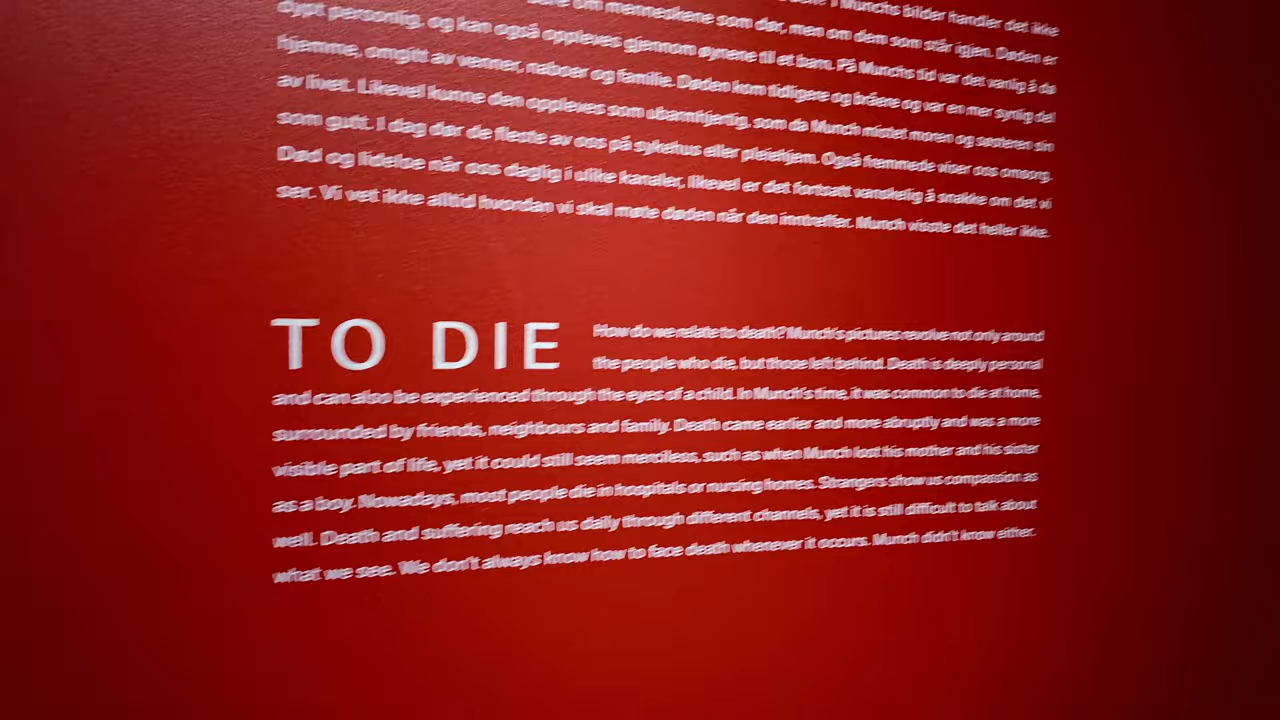 om menneskene som dør, men om dem som står igjen. Døden er
dypt personlig, og kan også oppleves gjennom øynene til et barn. På Munchs tid var det vanlig å dø
hjemme, omgitt av venner, naboer og familie. Døden kom tidligere og bråere og var en mer synlig del
av livet. Likevel kunne den oppleves som ubarmhjertig, som da Munch mistet moren og søsteren sin
som gutt. I dag dør de fleste av oss på sykehus eller pleiehjem. Også fremmede viser oss omsorg.
Død og lidelse når oss daglig i ulike kanaler, likevel er det fortsatt vanskelig å snakke om det vi
ser. Vi vet ikke alltid hvordan vi skal møte døden når den inntreffer. Munch visste det heller ikke.
TO DIE How do we relate to death? Munch's pictures revolve not only around
the people who die, but those left behind. Death is deeply personal
and can also be experienced through the eyes of a child. In Munch's time, it was common to die at home,
surrounded by friends, neighbours and family. Death came earlier and more abruptly and was a more
visible part of life, yet it could still seem merciless, such as when Munch lost his mother and his sister
as a boy. Nowadays, most people die in hospitals or nursing homes. Strangers show us compassion as
well. Death and suffering reach us daily through different channels, yet it is still difficult to talk about
what we see. We don't always know how to face death whenever it occurs. Munch didn't know either.